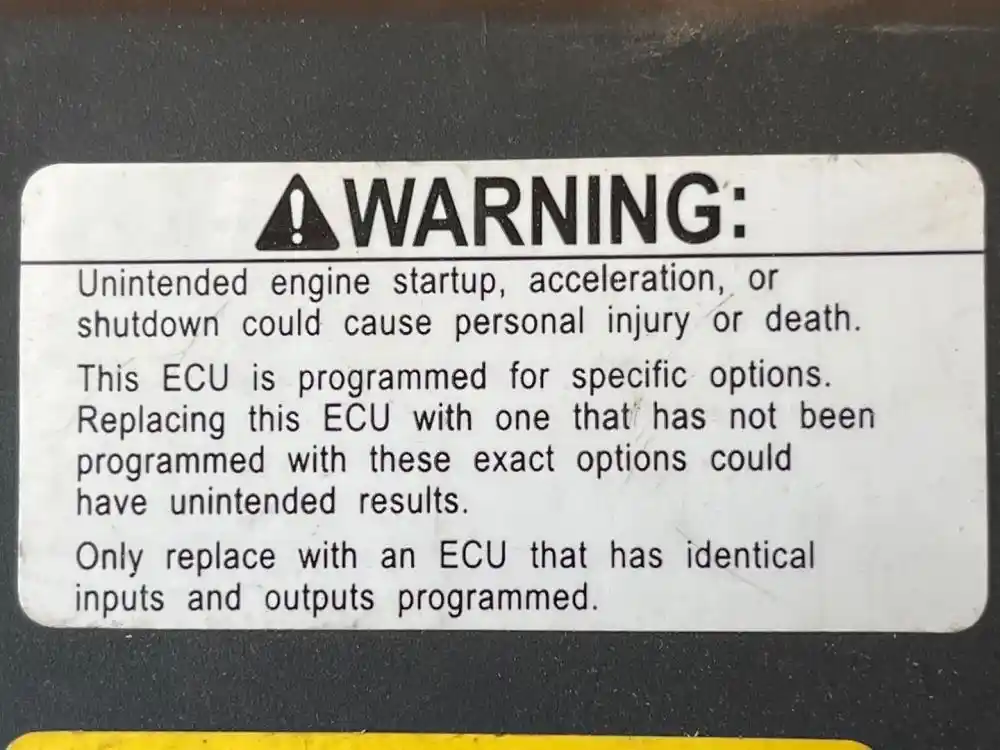 WARNING:
Unintended engine startup, acceleration, or
shutdown could cause personal injury or death.
This ECU is programmed for specific options.
Replacing this ECU with one that has not been
programmed with these exact options could
have unintended results.
Only replace with an ECU that has identical
inputs and outputs programmed.